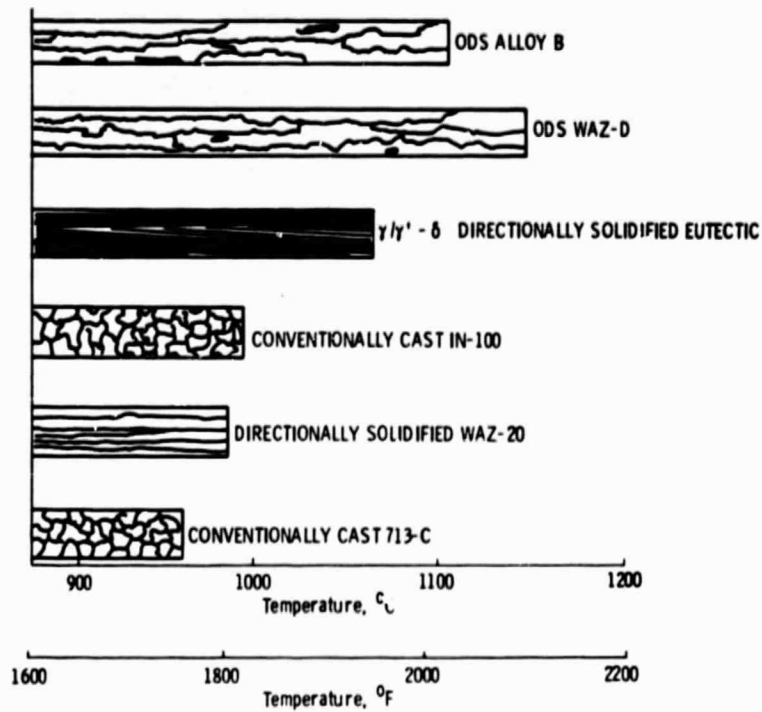 ODS ALLOY B
ODS WAZ-D
γ/γ' - δ DIRECTIONALLY SOLIDIFIED EUTECTIC
CONVENTIONALLY CAST IN-100
DIRECTIONALLY SOLIDIFIED WAZ-20
CONVENTIONALLY CAST 713-C
900 1000 1100 1200
Temperature,
1600 1800 2000 2200
Temperature, °F